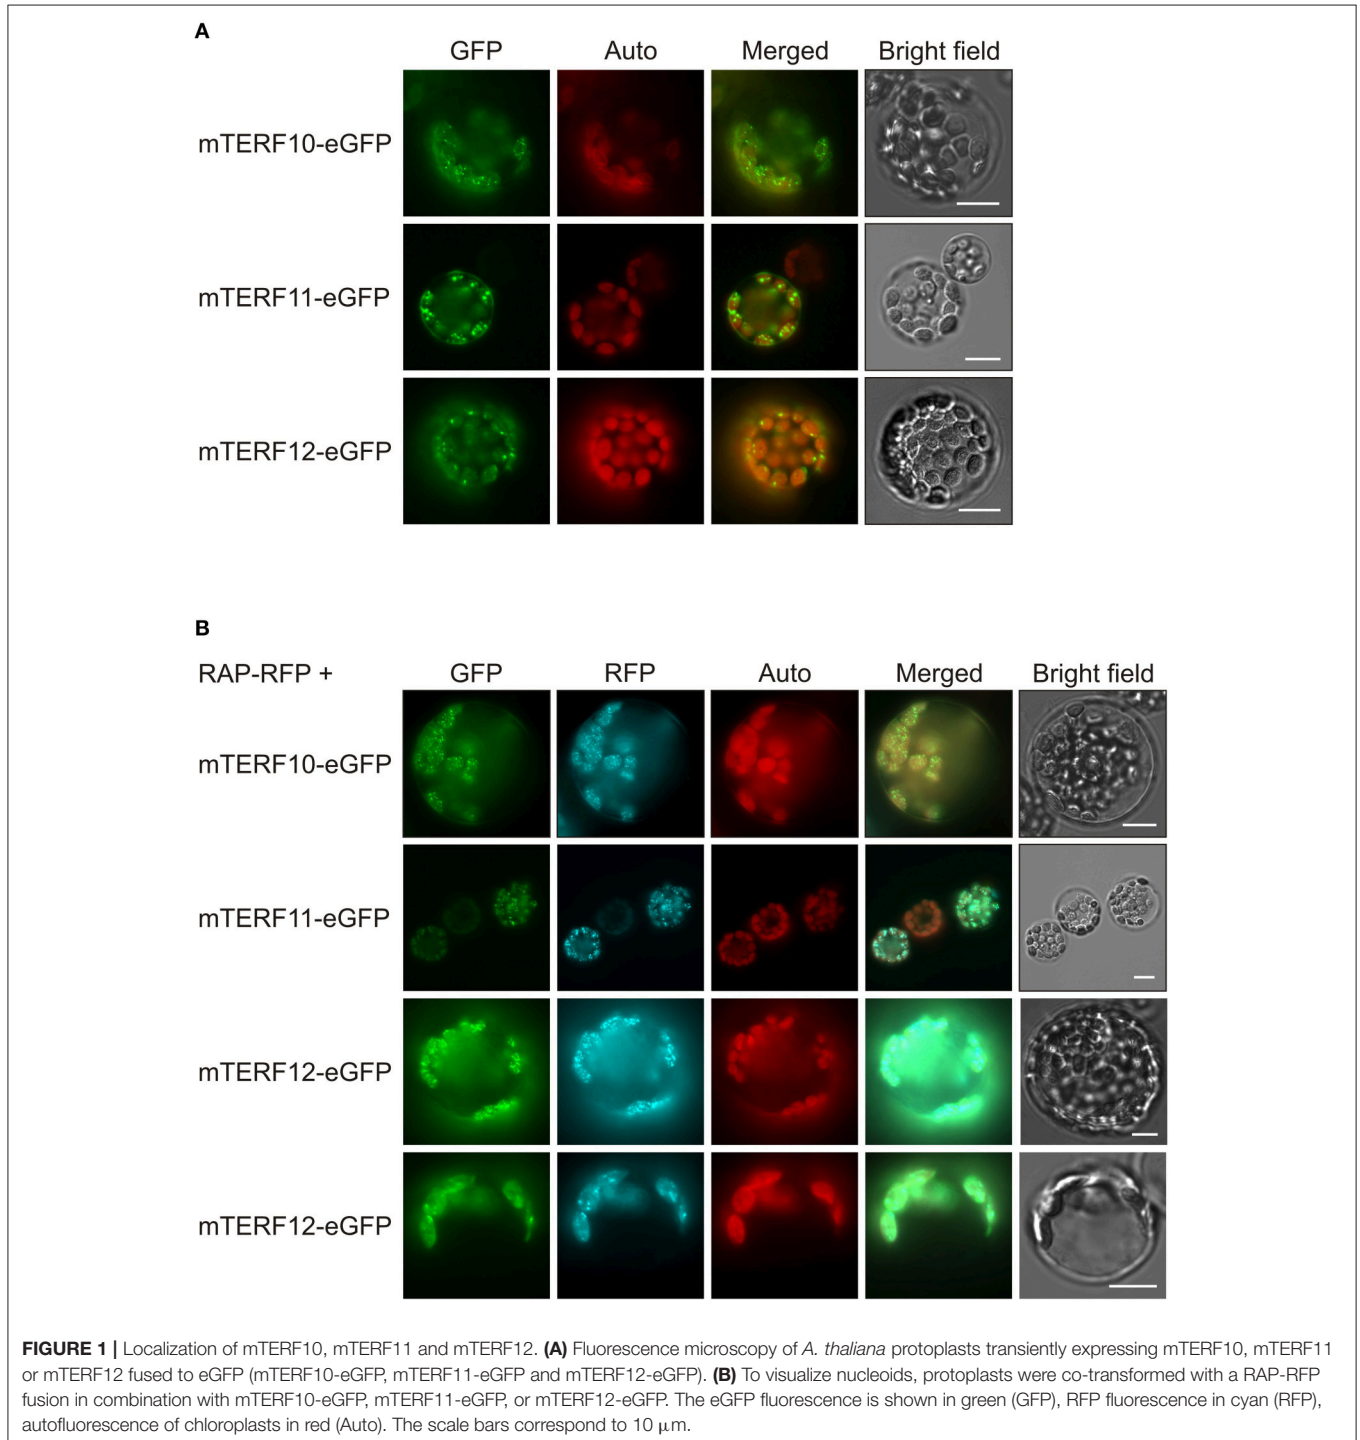 A
GFP Auto Merged Bright field
mTERF10-eGFP
mTERF11-eGFP
mTERF12-eGFP
B
RAP-RFP + GFP RFP Auto Merged Bright field
mTERF10-eGFP
mTERF11-eGFP
mTERF12-eGFP
mTERF12-eGFP
FIGURE 1 | Localization of mTERF10, mTERF11 and mTERF12. (A) Fluorescence microscopy of A. thaliana protoplasts transiently expressing mTERF10, mTERF11
or mTERF12 fused to eGFP (mTERF10-eGFP, mTERF11-eGFP and mTERF12-eGFP). (B) To visualize nucleoids, protoplasts were co-transformed with a RAP-RFP
fusion in combination with mTERF10-eGFP, mTERF11-eGFP, or mTERF12-eGFP. The eGFP fluorescence is shown in green (GFP), RFP fluorescence in cyan (RFP),
autofluorescence of chloroplasts in red (Auto). The scale bars correspond to 10 μm.